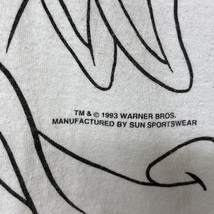 TM & © 1993 WARNER BROS.
MANUFACTURED BY SUN SPORTSWEAR